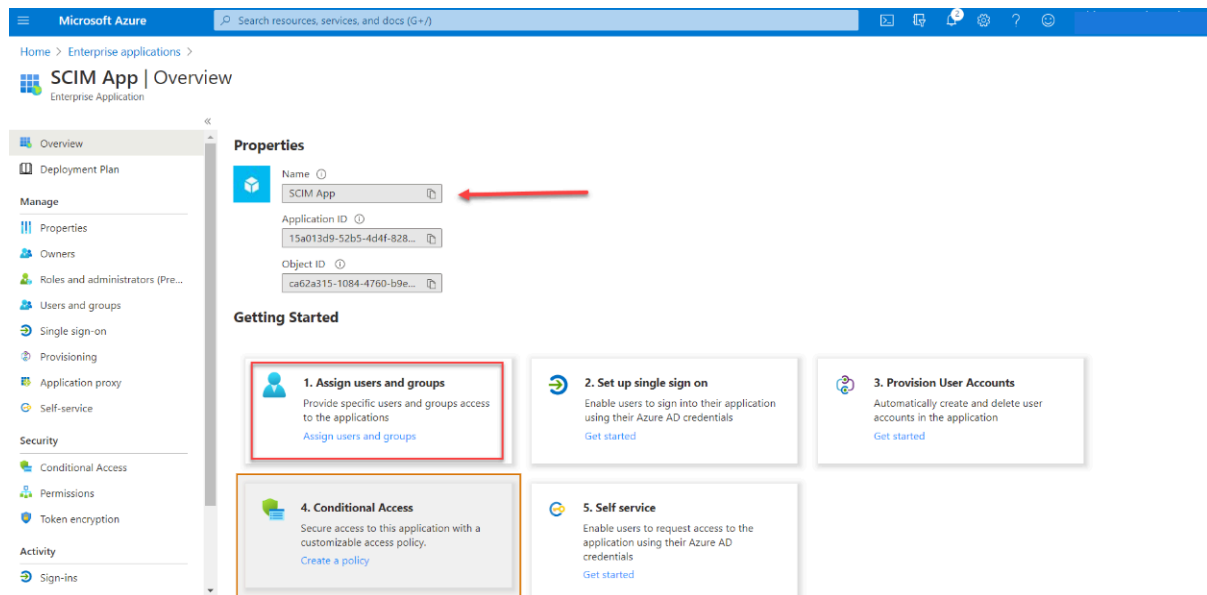 Microsoft Azure
Search resources, services, and docs (G+/)
2
Home > Enterprise applications >
SCIM App | Overview
Enterprise Application
«
Overview
Deployment Plan
Manage
Properties
Owners
Roles and administrators (Pre...
Users and groups
Single sign-on
Provisioning
Application proxy
Self-service
Security
Conditional Access
Permissions
Token encryption
Activity
Sign-ins
Properties
Name
SCIM App
Application ID
15a013d9-52b5-4d4f-828...
Object ID
ca62a315-1084-4760-b9e...
Getting Started
1. Assign users and groups
Provide specific users and groups access
to the applications
Assign users and groups
2. Set up single sign on
Enable users to sign into their application
using their Azure AD credentials
Get started
3. Provision User Accounts
Automatically create and delete user
accounts in the application
Get started
4. Conditional Access
Secure access to this application with a
customizable access policy.
Create a policy
5. Self service
Enable users to request access to the
application using their Azure AD
credentials
Get started